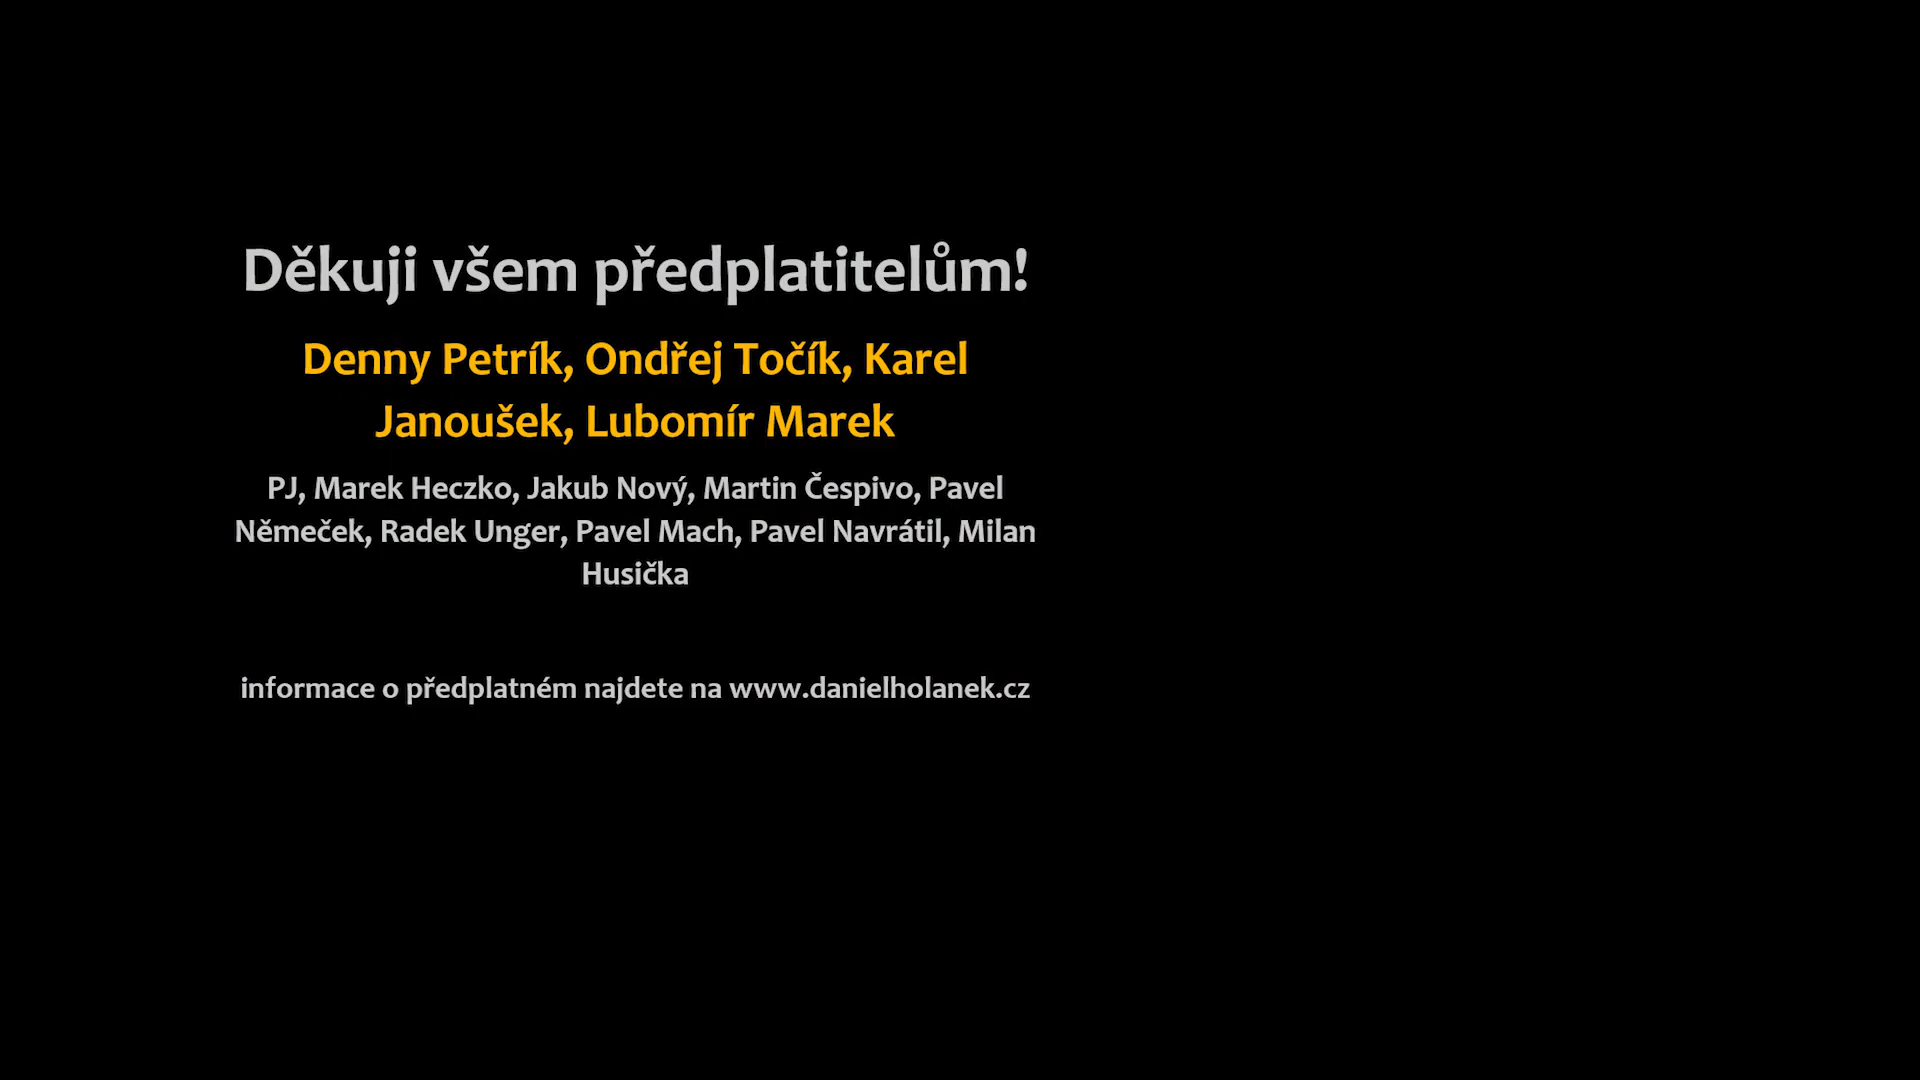 Děkuji všem předplatitelům!
Denny Petrík, Ondřej Točík, Karel
Janoušek, Lubomír Marek
PJ, Marek Heczko, Jakub Nový, Martin Čespivo, Pavel
Němeček, Radek Unger, Pavel Mach, Pavel Navrátil, Milan
Husička
informace o předplatném najdete na www.danielholanek.cz